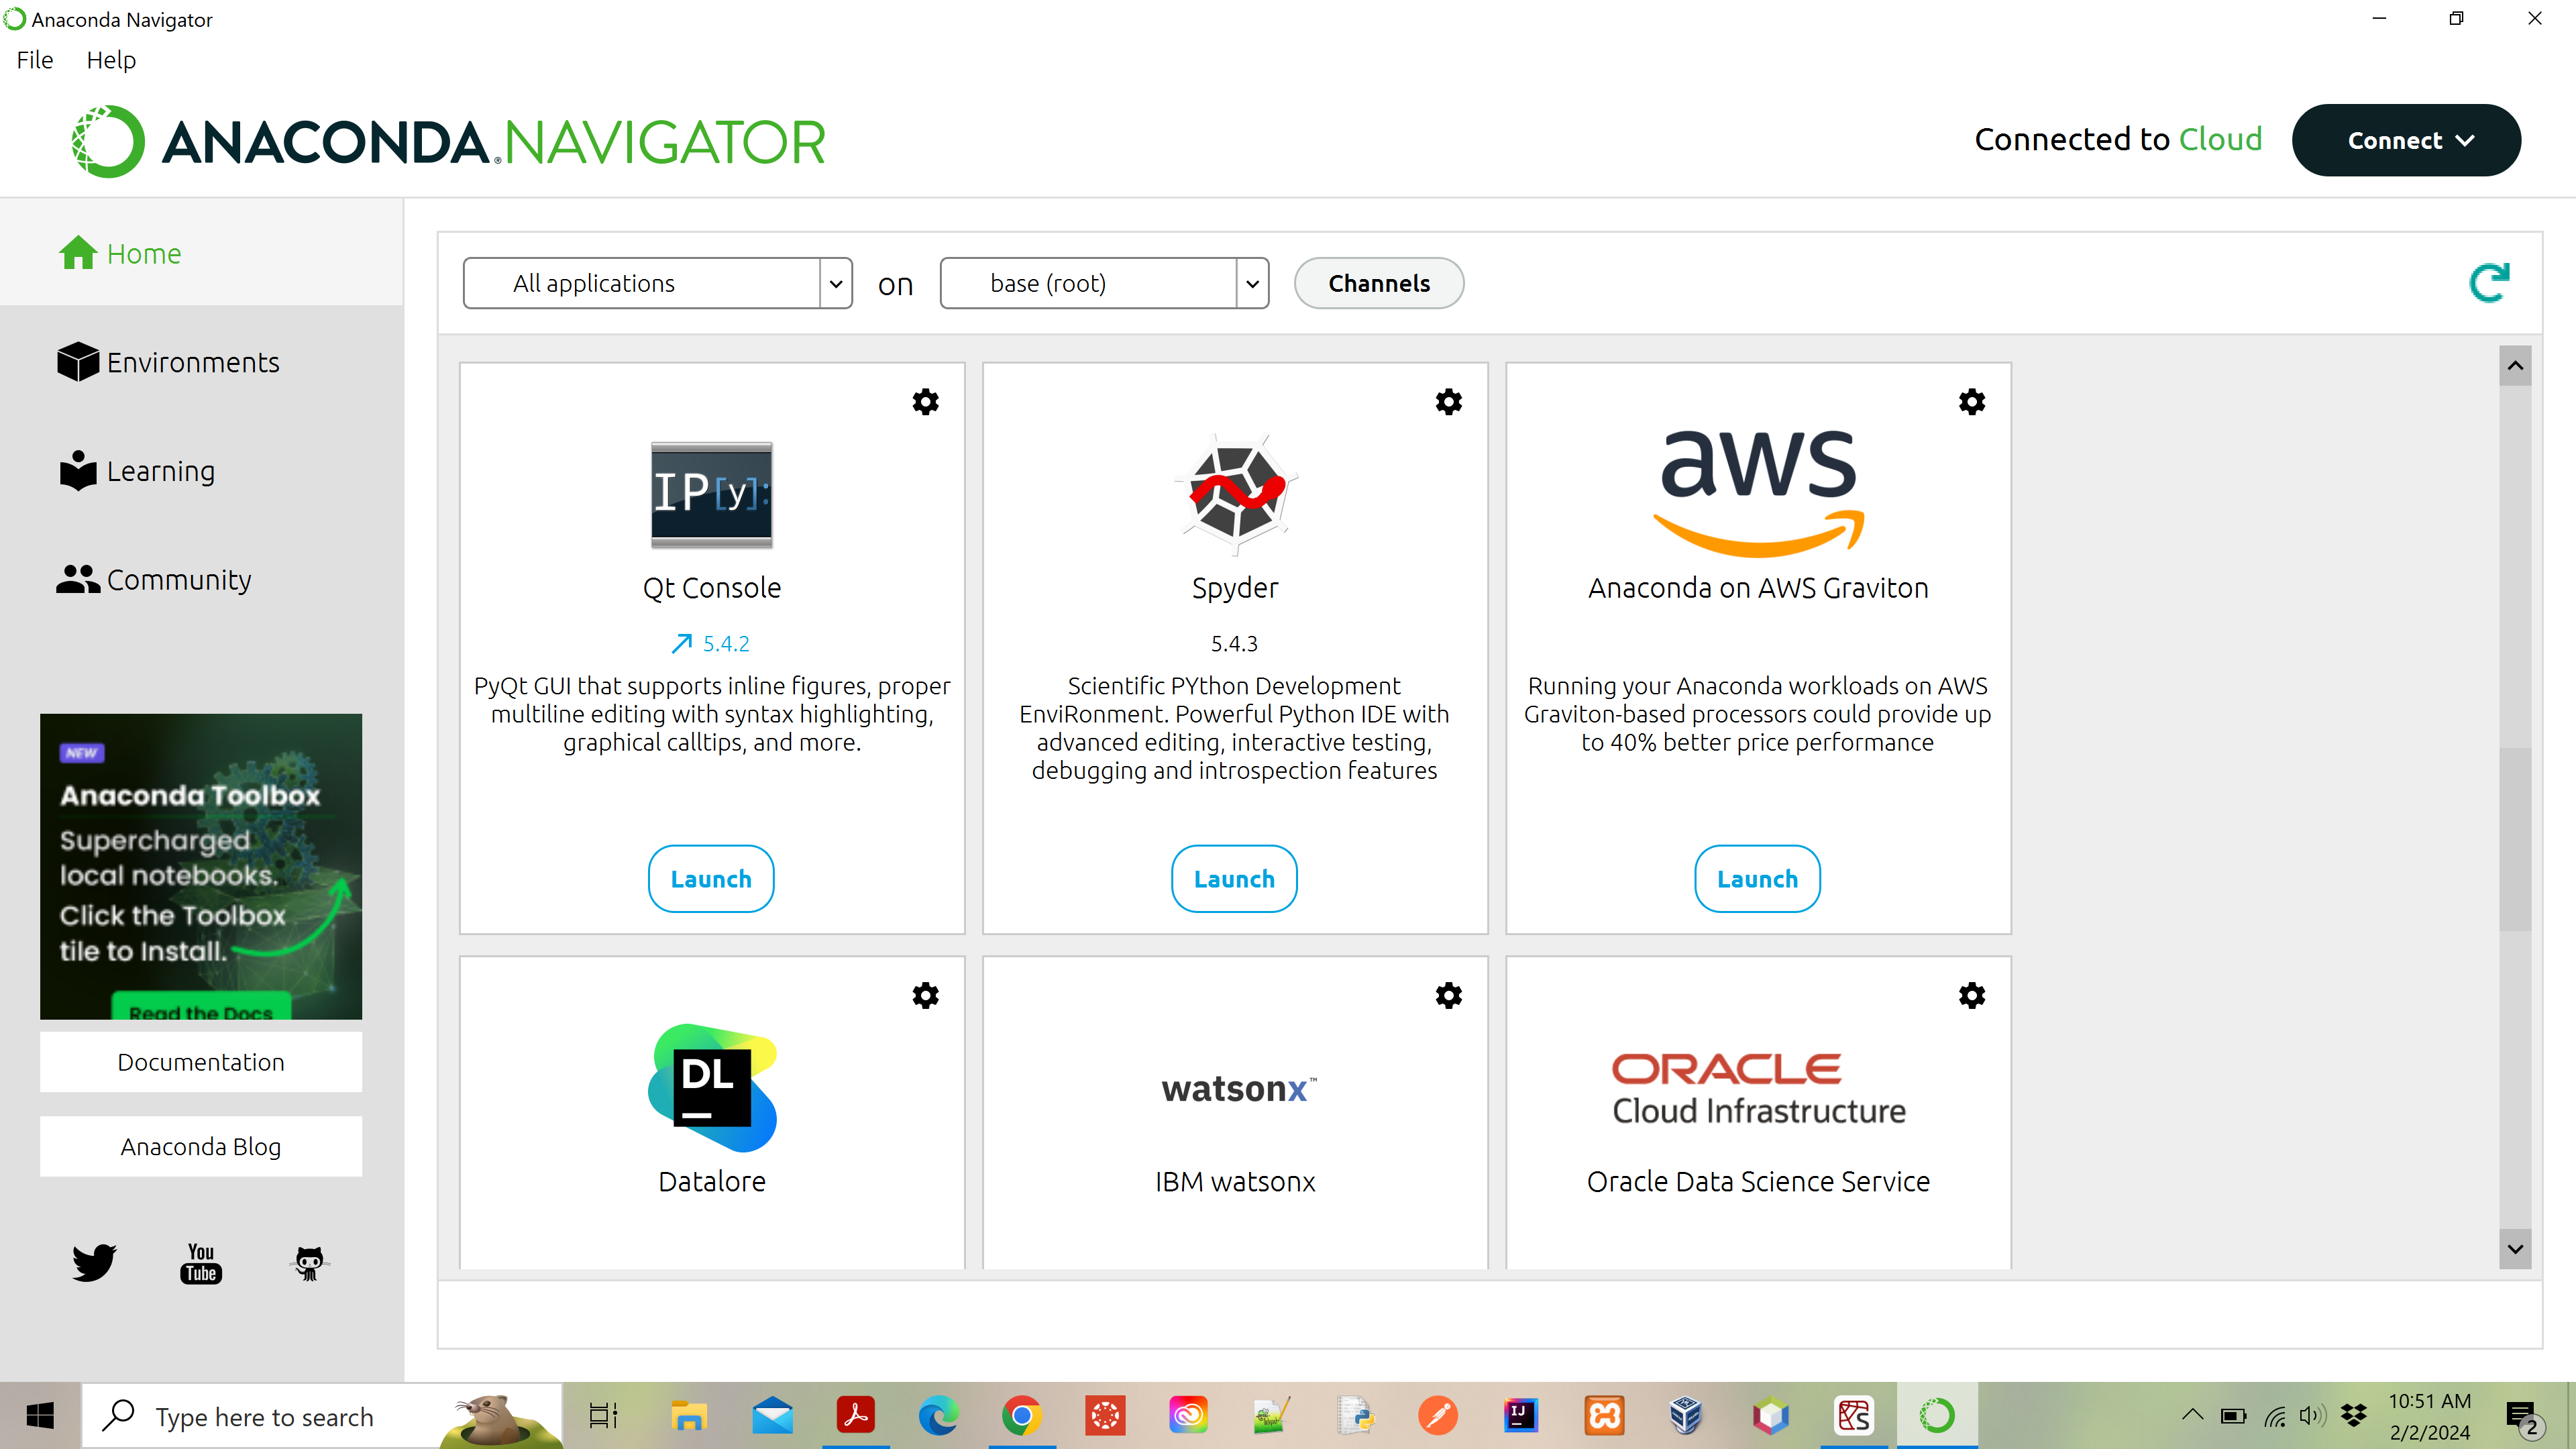 Anaconda Navigator
File Help
ANACONDA.NAVIGATOR
Connected to Cloud
Connect
Home
Environments
Learning
Community
NEW
Anaconda Toolbox
Supercharged
local notebooks.
Click the Toolbox
tile to Install.
Read the Docs
Documentation
Anaconda Blog
You
Tube
All applications on base (root) Channels
IP[y]:
Qt Console
5.4.2
PyQt GUI that supports inline figures, proper
multiline editing with syntax highlighting,
graphical calltips, and more.
Launch
Spyder
5.4.3
Scientific PYthon Development
EnviRonment. Powerful Python IDE with
advanced editing, interactive testing,
debugging and introspection features
Launch
aws
Anaconda on AWS Graviton
Running your Anaconda workloads on AWS
Graviton-based processors could provide up
to 40% better price performance
Launch
DL
Datalore
watsonx™
IBM watsonx
ORACLE
Cloud Infrastructure
Oracle Data Science Service
Type here to search
IJ
S
10:51 AM
2/2/2024
2